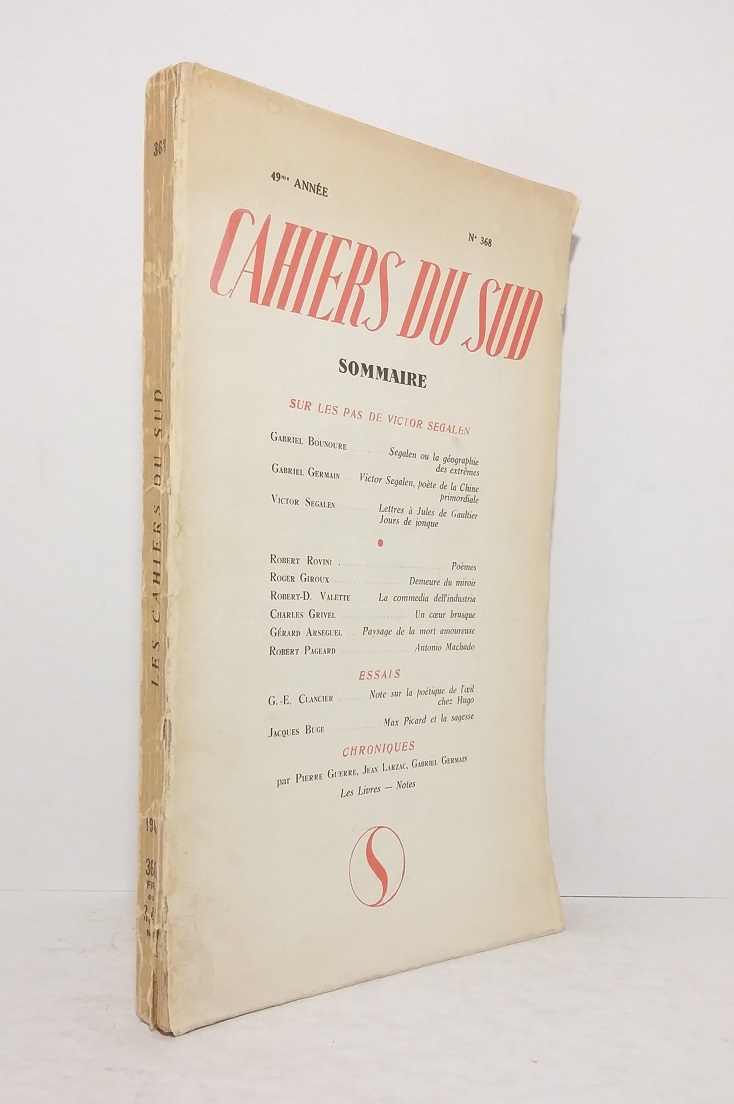 49me ANNÉE
N° 368
CAHIERS DU SUD
SOMMAIRE
SUR LES PAS DE VICTOR SEGALEN
GABRIEL BOUNOURE ........ Segalen ou la géographie
des extrêmes
GABRIEL GERMAIN .. Victor Segalen, poète de la Chine
primordiale
VICTOR SEGALEN ......... Lettres à Jules de Gaultier
Jours de jonque
ROBERT ROVINI ........................... Poèmes
ROGER GIROUX ................. Demeure du miroir
ROBERT-D. VALETTE .... La commedia dell'industria
CHARLES GRIVEL ................... Un cœur brusque
GÉRARD ARSEGUEL ... Paysage de la mort amoureuse
ROBERT PAGEARD ................... Antonio Machado
ESSAIS
G.-E. CLANCIER ...... Note sur la poétique de l'œil
chez Hugo
JACQUES BUGE ............ Max Picard et la sagesse
CHRONIQUES
par PIERRE GUERRE, JEAN LARZAC, GABRIEL GERMAIN
Les Livres — Notes
S
368
LES CAHIERS DU SUD